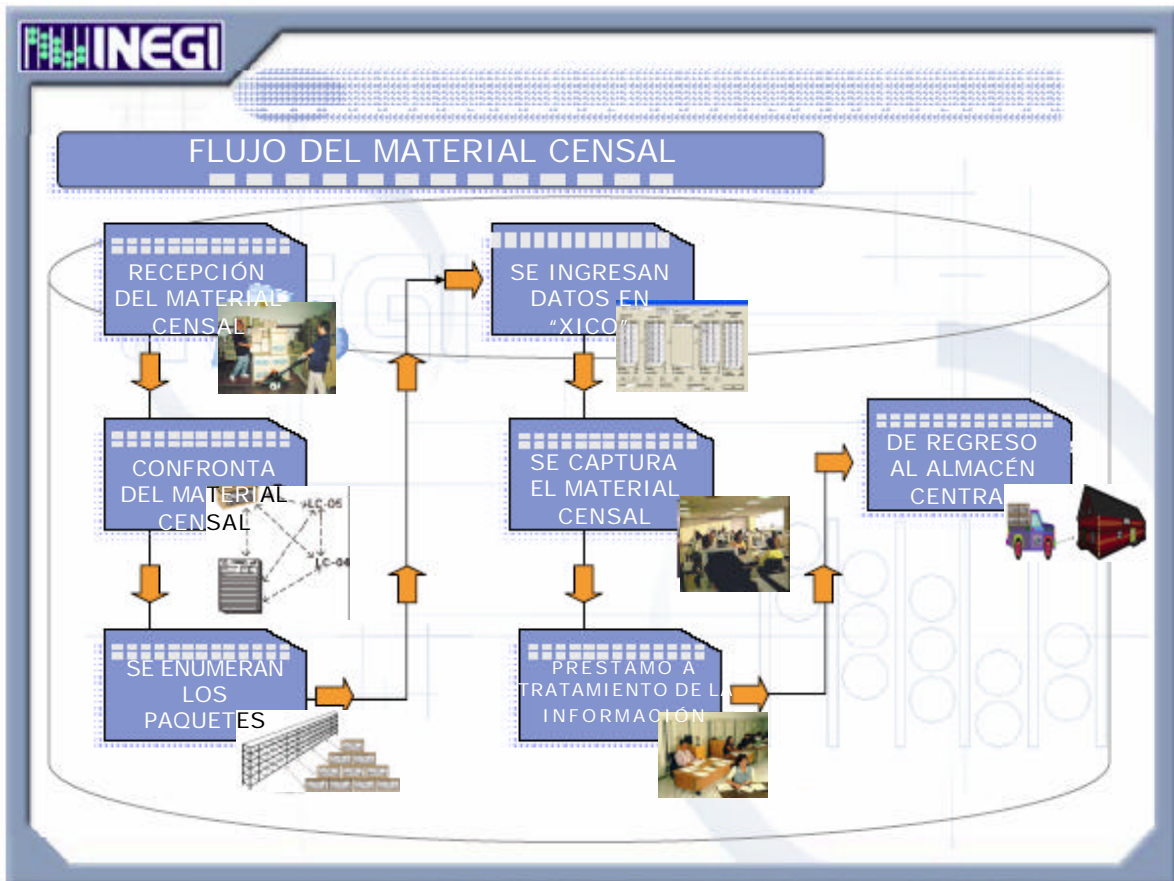 INEGI
FLUJO DEL MATERIAL CENSAL
RECEPCIÓN
DEL MATERIAL
CENSAL
CONFRONTA
DEL MATERIAL
CENSAL
LC-05
LC-04
SE ENUMERAN
LOS
PAQUETES
SE INGRESAN
DATOS EN
“XICO”
SE CAPTURA
EL MATERIAL
CENSAL
PRESTAMO A
TRATAMIENTO DE LA
INFORMACIÓN
DE REGRESO
AL ALMACÉN
CENTRA